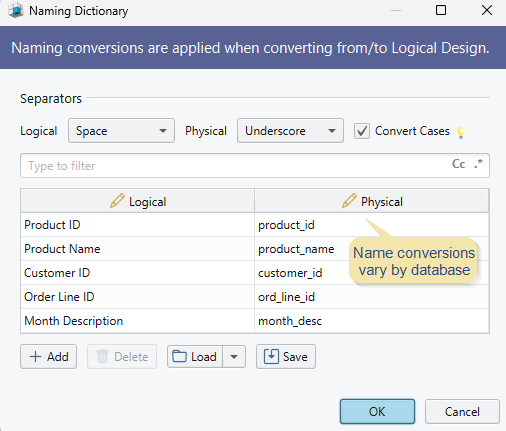 Naming Dictionary
Naming conversions are applied when converting from/to Logical Design.
Separators
Logical Space Physical Underscore Convert Cases
Type to filter Cc .*
Logical Physical
Product ID product_id
Product Name product_name
Customer ID customer_id
Order Line ID ord_line_id
Month Description month_desc
Name conversions
vary by database
Add Delete Load Save
OK Cancel